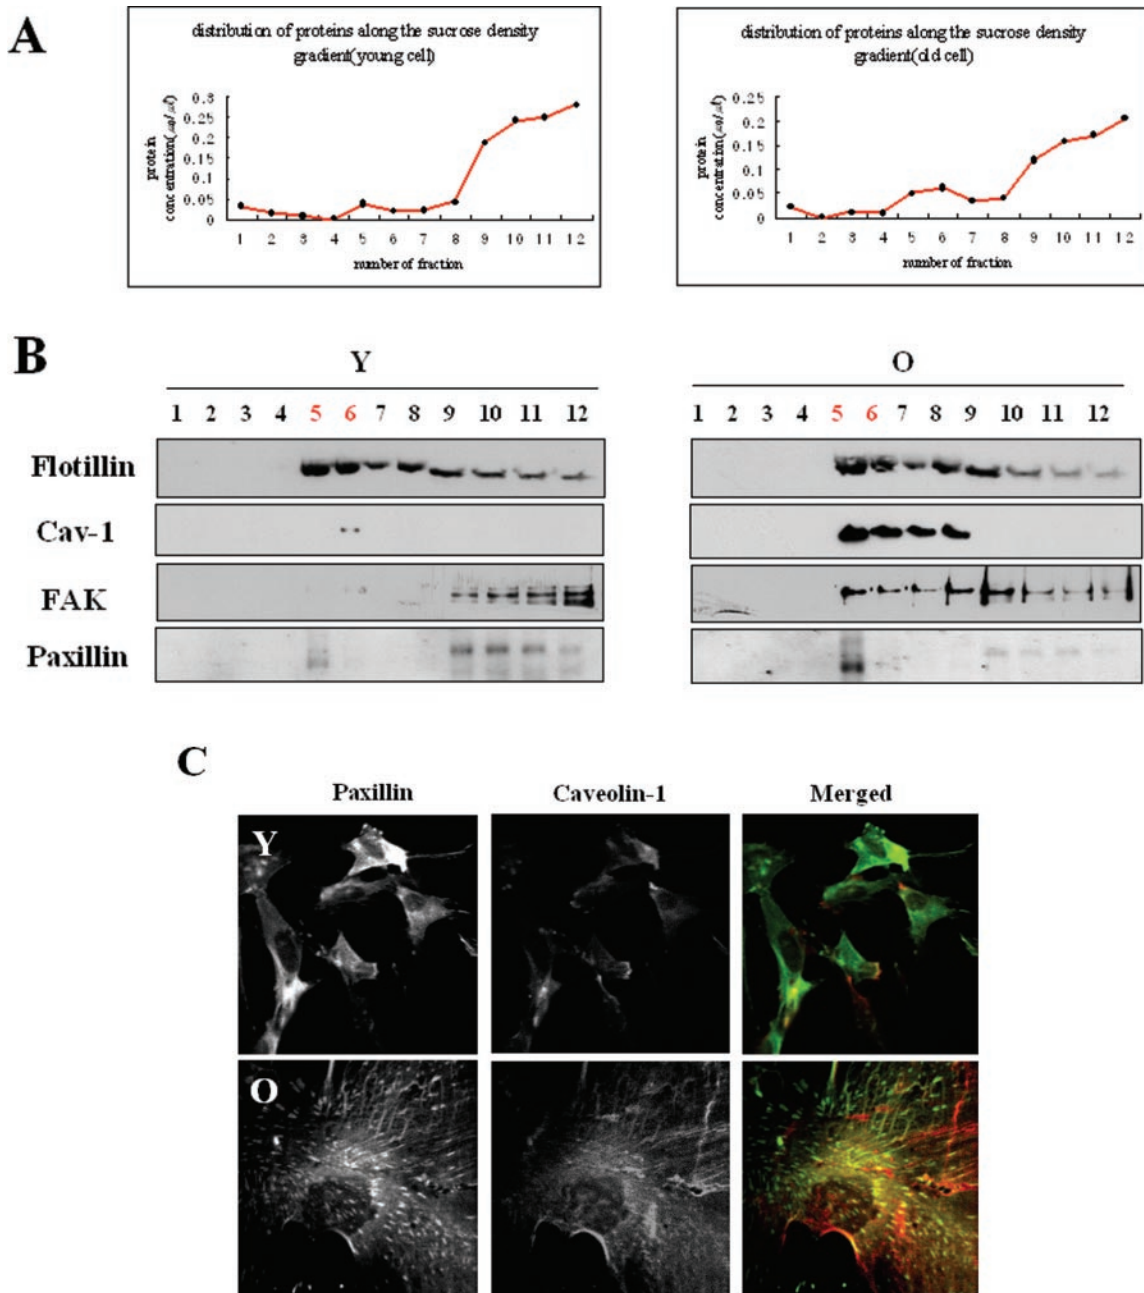 A
distribution of proteins along the sucrose density
gradient(young cell)
protein
concentration(㎍/㎕)
0.3
0.25
0.2
0.15
0.1
0.05
0
1 2 3 4 5 6 7 8 9 10 11 12
number of fraction
distribution of proteins along the sucrose density
gradient(old cell)
protein
concentration(㎍/㎕)
0.25
0.2
0.15
0.1
0.05
0
1 2 3 4 5 6 7 8 9 10 11 12
number of fraction
B
Y
1 2 3 4 5 6 7 8 9 10 11 12
O
1 2 3 4 5 6 7 8 9 10 11 12
Flotillin
Cav-1
FAK
Paxillin
C
Paxillin Caveolin-1 Merged
Y
O